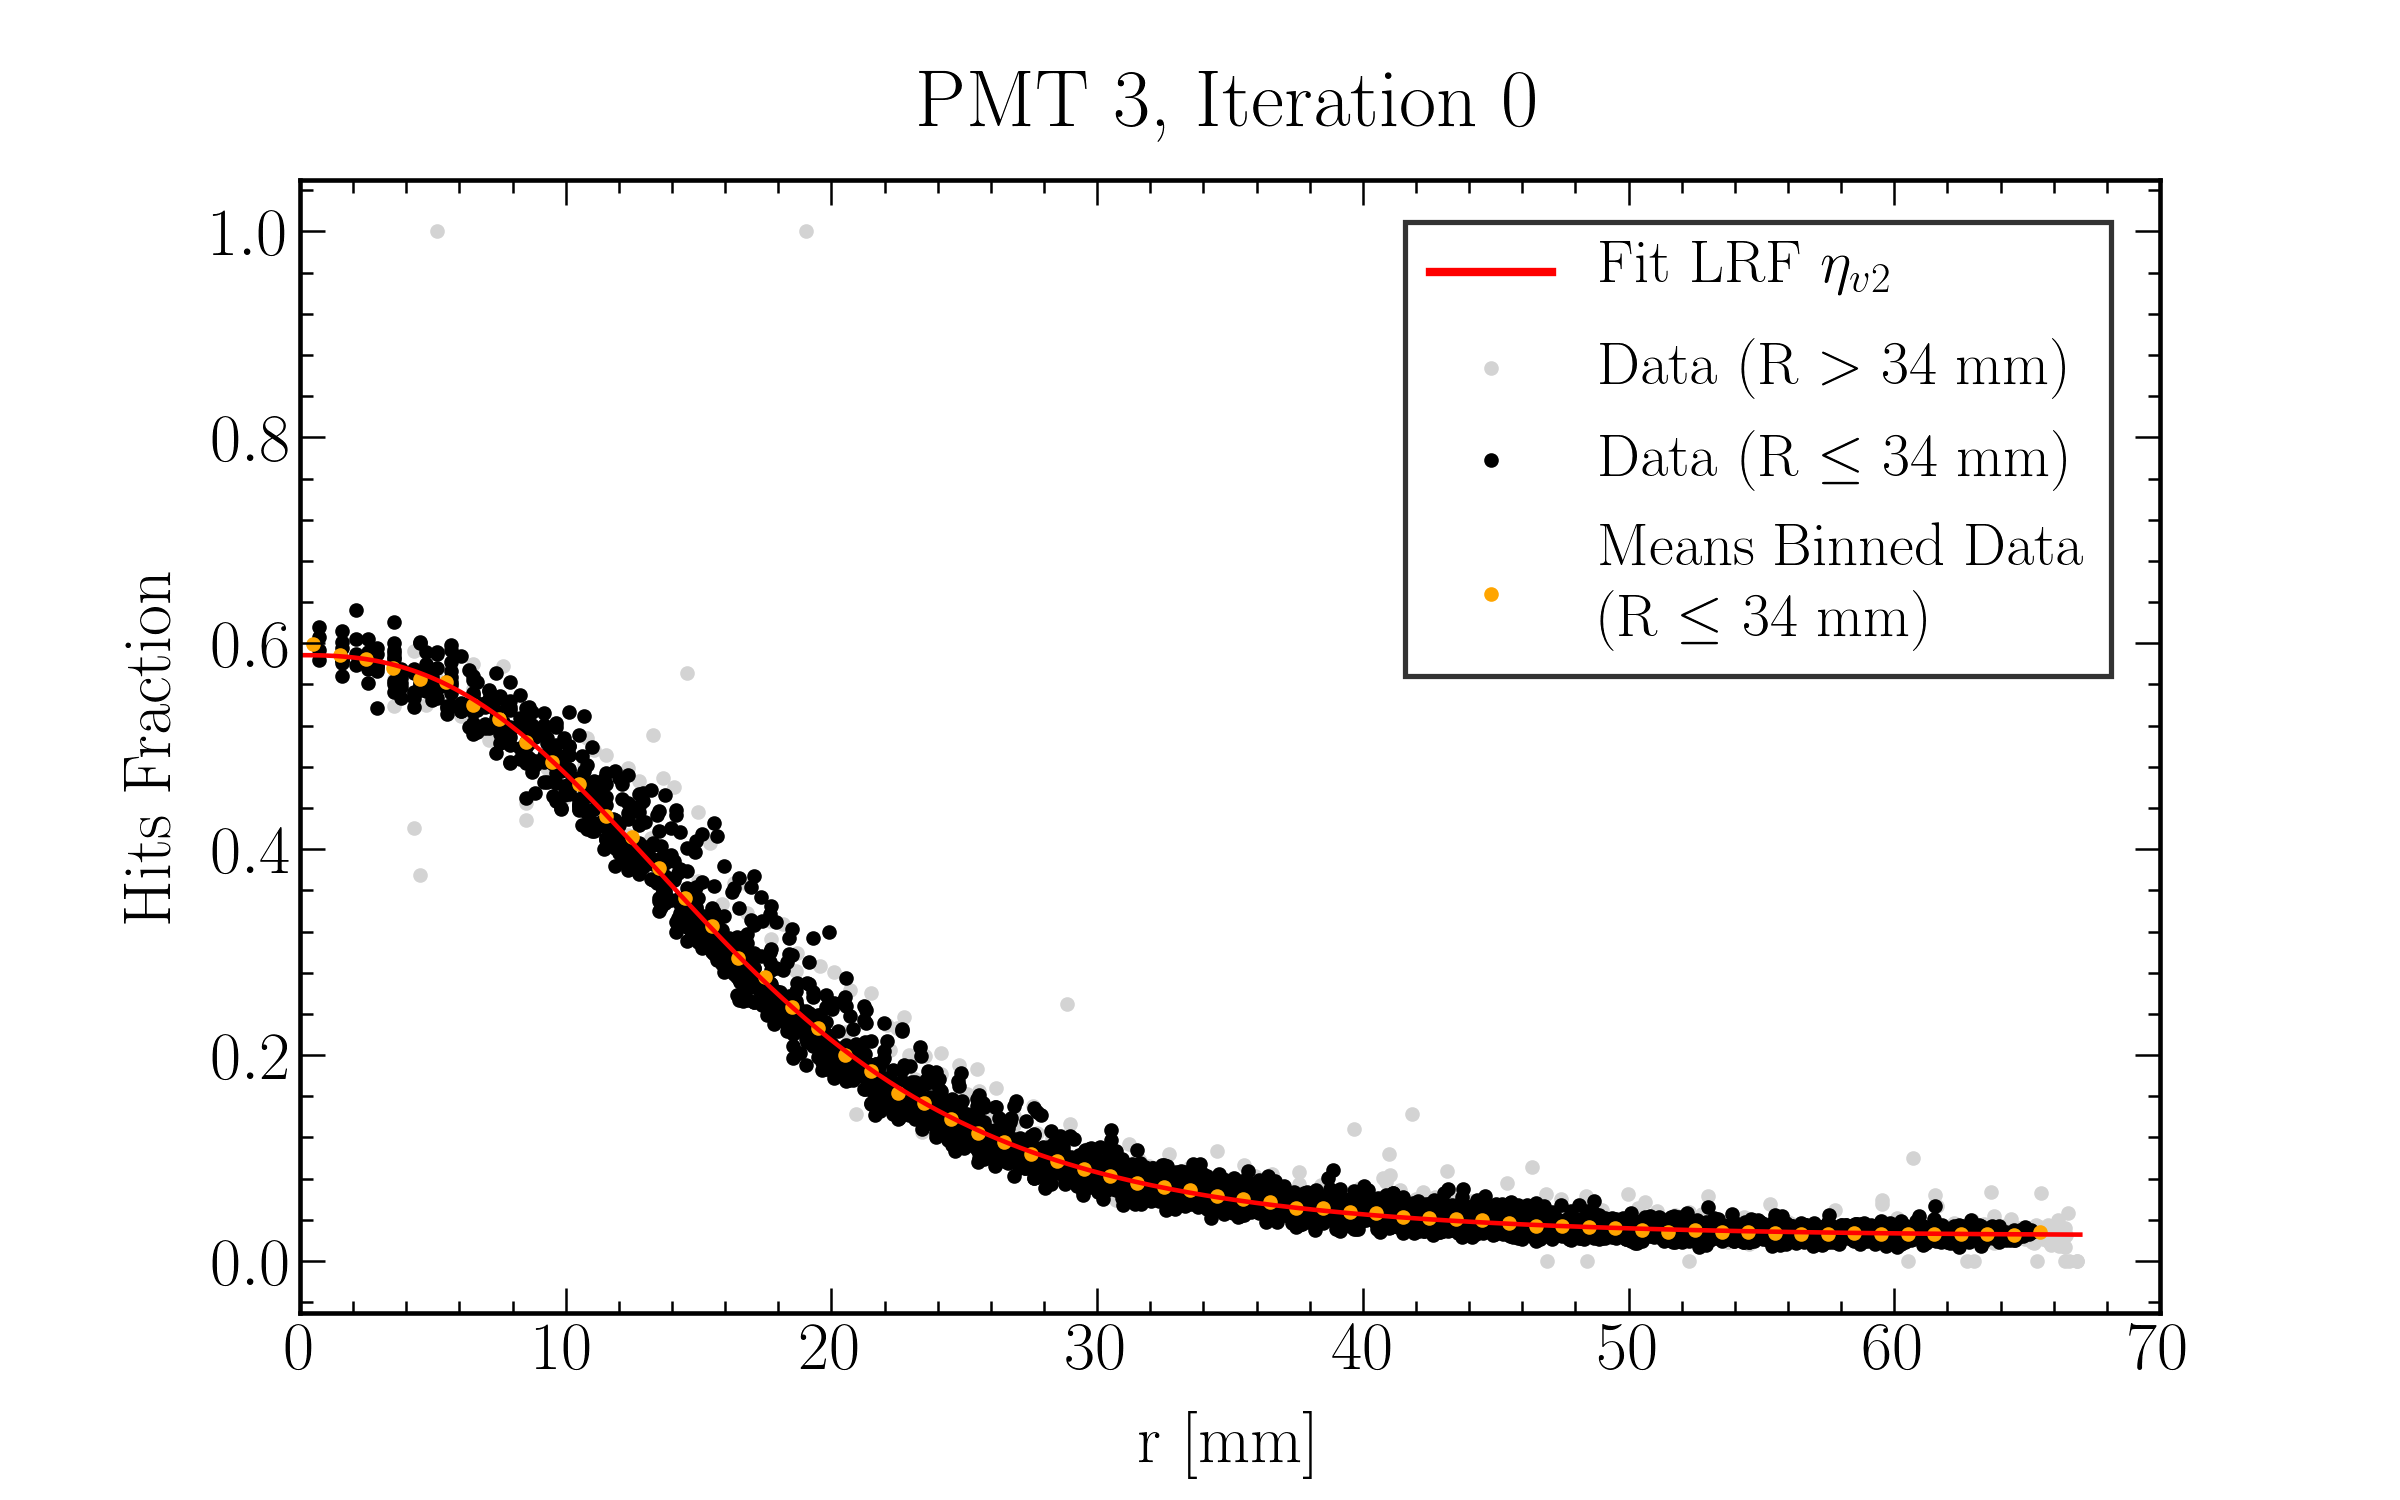 PMT 3, Iteration 0
Fit LRF η_{v2}
Data (R > 34 mm)
Data (R ≤ 34 mm)
Means Binned Data
(R ≤ 34 mm)
Hits Fraction
1.0
0.8
0.6
0.4
0.2
0.0
0 10 20 30 40 50 60 70
r [mm]